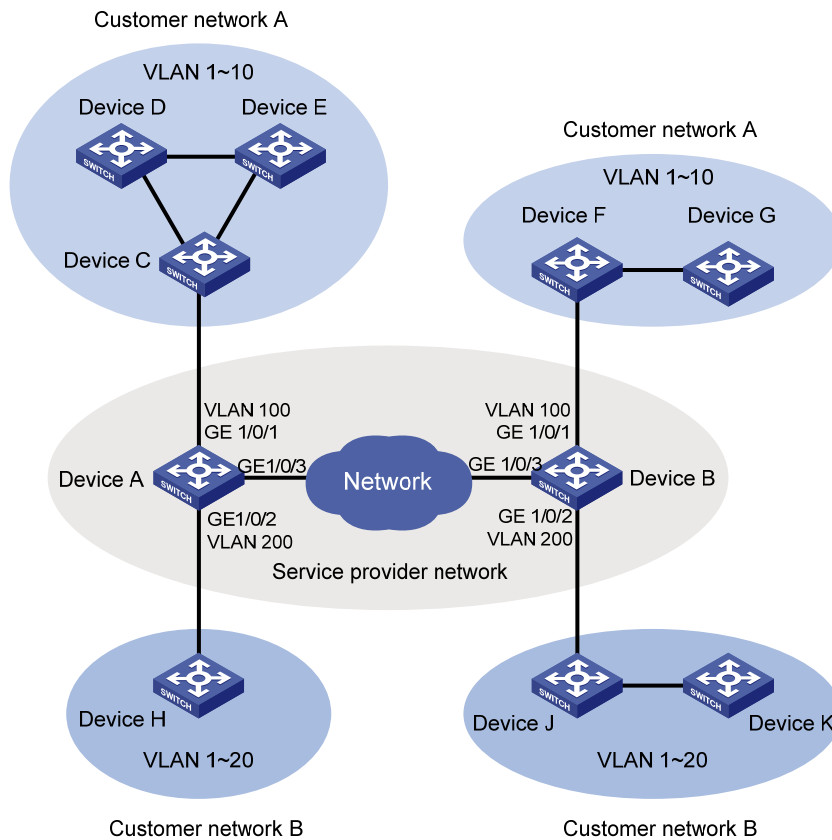 Customer network A
VLAN 1~10
Device D
Device E
SWITCH
SWITCH
Device C
SWITCH
Customer network A
VLAN 1~10
Device F
Device G
SWITCH
SWITCH
VLAN 100
GE 1/0/1
Device A
SWITCH
GE1/0/3
GE1/0/2
VLAN 200
Network
VLAN 100
GE 1/0/1
GE 1/0/3
SWITCH
Device B
GE 1/0/2
VLAN 200
Service provider network
SWITCH
Device H
VLAN 1~20
Customer network B
SWITCH
SWITCH
Device J
Device K
VLAN 1~20
Customer network B